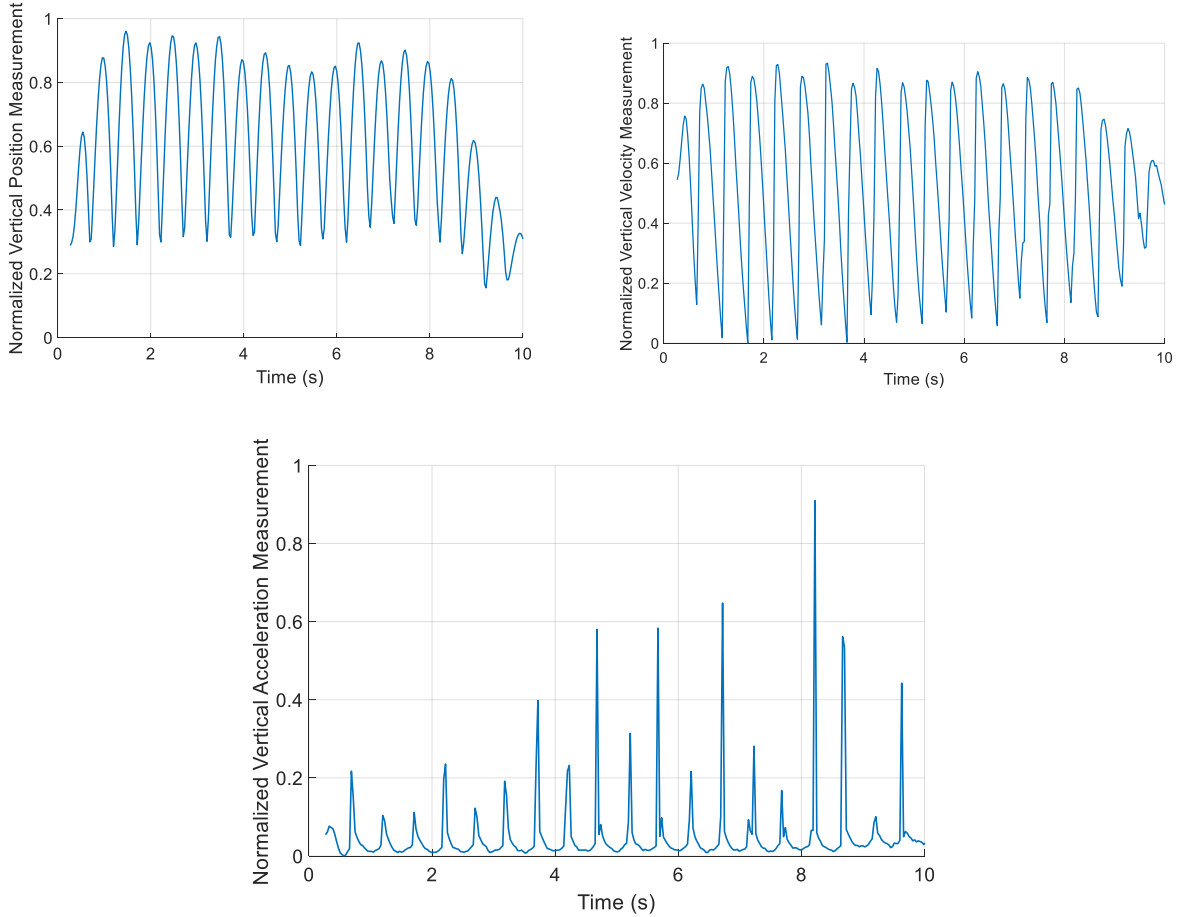 Normalized Vertical Position Measurement
1
0.8
0.6
0.4
0.2
0
0 2 4 6 8 10
Time (s)
Normalized Vertical Velocity Measurement
1
0.8
0.6
0.4
0.2
0
0 2 4 6 8 10
Time (s)
Normalized Vertical Acceleration Measurement
1
0.8
0.6
0.4
0.2
0
0 2 4 6 8 10
Time (s)